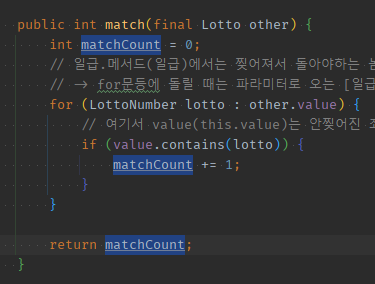 public int match(final Lotto other) {
int matchCount = 0;
// 일급.메서드(일급)에서는 찢어져서 돌아야하는 놈
// -> for문등에 돌릴 때는 파라미터로 오는 [일급
for (LottoNumber lotto : other.value) {
// 여기서 value(this.value)는 안찢어진
if (value.contains(lotto)) {
matchCount += 1;
}
}
return matchCount;
}